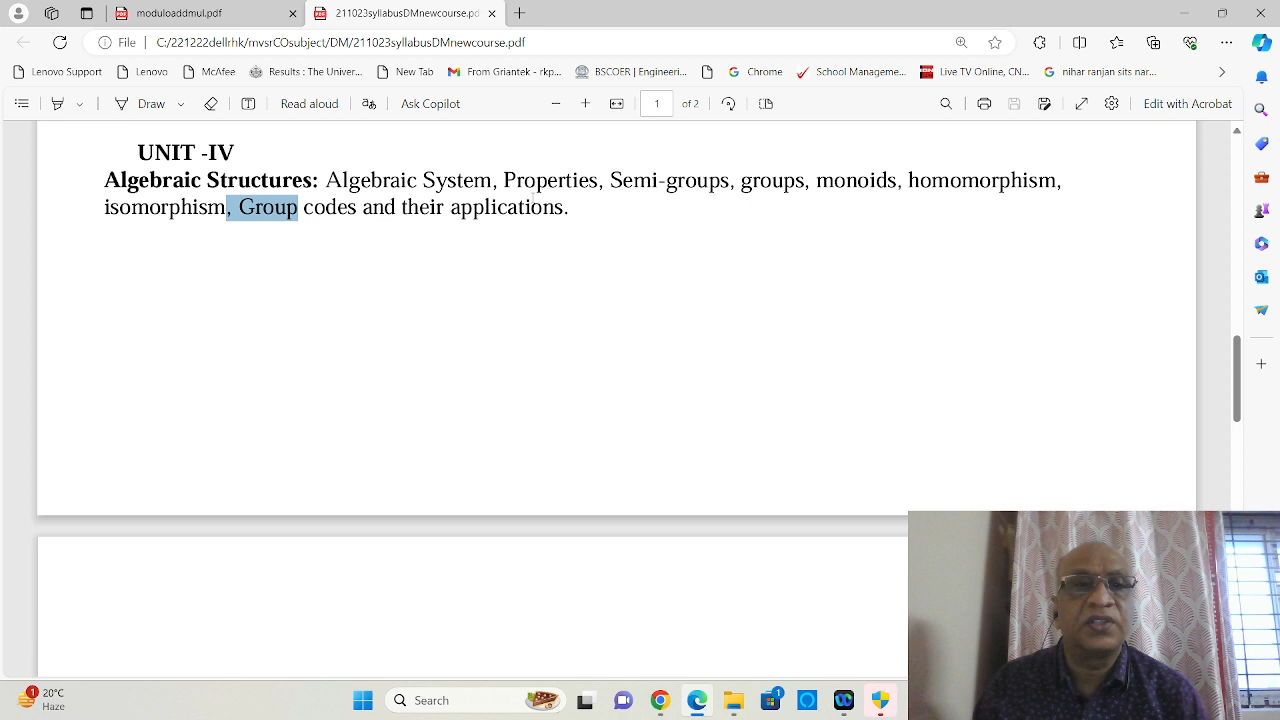 moduloaddmul.pdf
211023syllabusDMnewcourse.pd
File
C:/221222dellrhk/mvsrCOsubject/DM/211023syllabusDMnewcourse.pdf
Lenovo Support
Lenovo
Mdmul
Results : The Univer...
New Tab
From Griantek - rkp...
BSCOER | Engineeri...
Chrome
School Manageme...
Live TV Online, CN...
nihar ranjan sits nar...
Draw
Read aloud
Ask Copilot
1 of 2
Edit with Acrobat
UNIT -IV
Algebraic Structures: Algebraic System, Properties, Semi-groups, groups, monoids, homomorphism,
isomorphism, Group codes and their applications.
1
20°C
Haze
Search
1